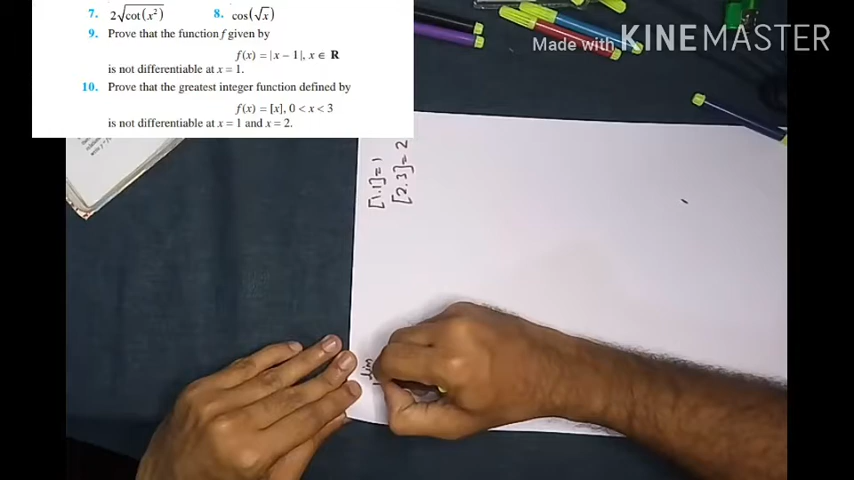 7. 2√cot(x²) 8. cos(√x)
9. Prove that the function f given by
f(x) = |x – 1|, x ∈ R
is not differentiable at x = 1.
10. Prove that the greatest integer function defined by
f(x) = [x], 0 < x < 3
is not differentiable at x = 1 and x = 2.
Made with KINEMASTER
[1.1]=1
[2.3]=2
lim